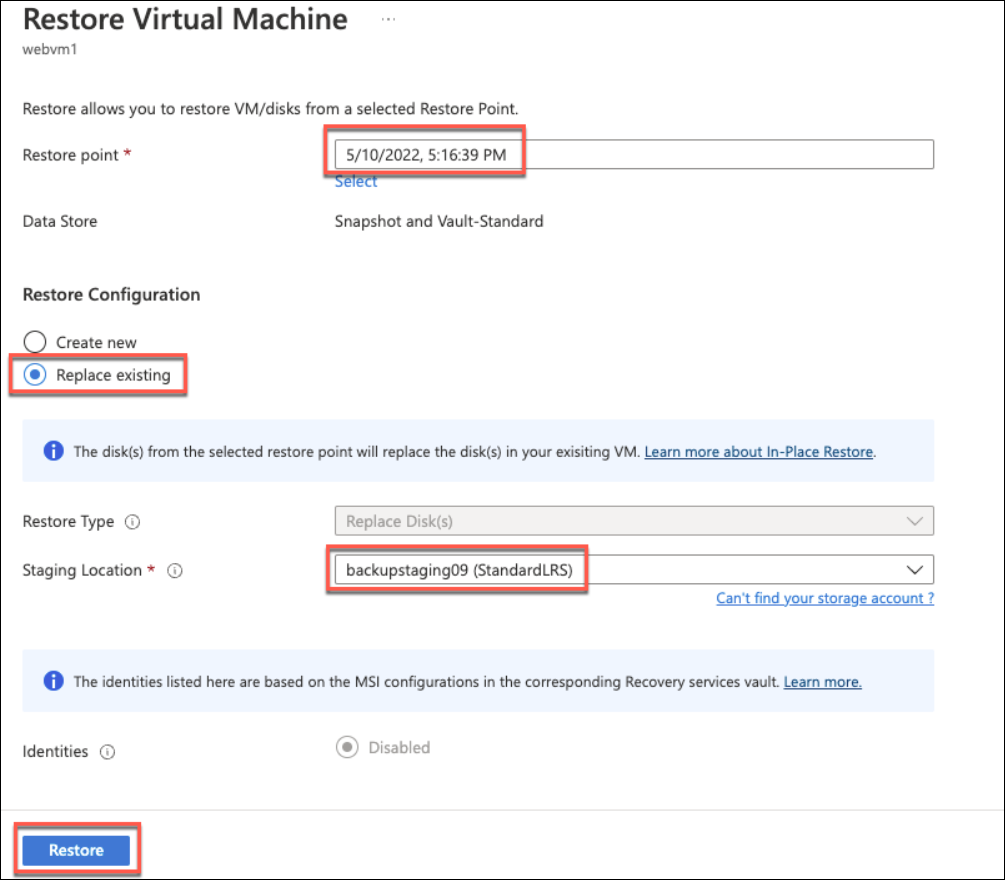 Restore Virtual Machine ...
webvm1
Restore allows you to restore VM/disks from a selected Restore Point.
Restore point * 5/10/2022, 5:16:39 PM
Select
Data Store Snapshot and Vault-Standard
Restore Configuration
Create new
Replace existing
The disk(s) from the selected restore point will replace the disk(s) in your exisiting VM. Learn more about In-Place Restore.
Restore Type Replace Disk(s)
Staging Location * backupstaging09 (StandardLRS)
Can't find your storage account ?
The identities listed here are based on the MSI configurations in the corresponding Recovery services vault. Learn more.
Identities Disabled
Restore